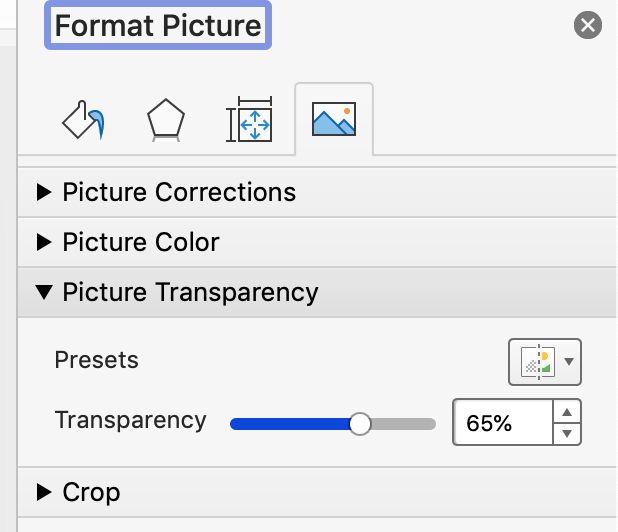 Format Picture
Picture Corrections
Picture Color
Picture Transparency
Presets
Transparency 65%
Crop